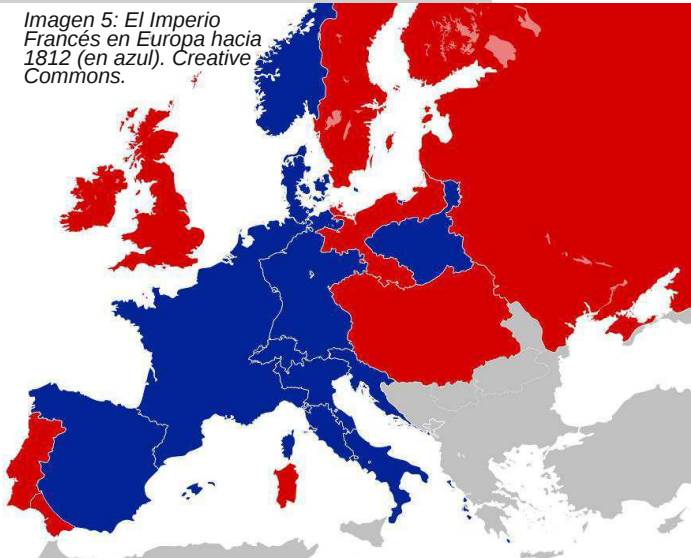 Imagen 5: El Imperio
Francés en Europa hacia
1812 (en azul). Creative
Commons.